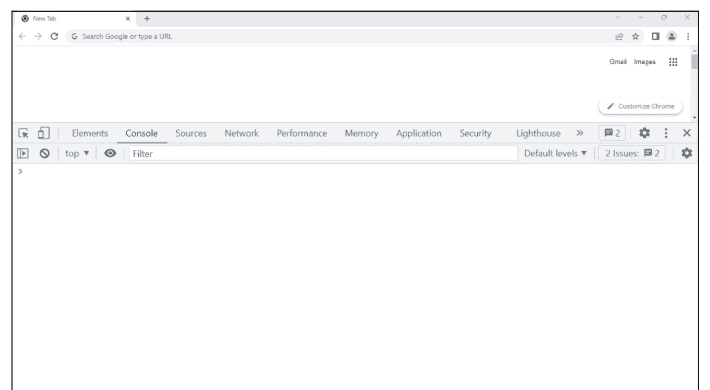 New Tab
G Search Google or type a URL
Gmail Images
Customize Chrome
Elements Console Sources Network Performance Memory Application Security Lighthouse » 2
top ▼ Filter Default levels ▼ 2 Issues: 2
>